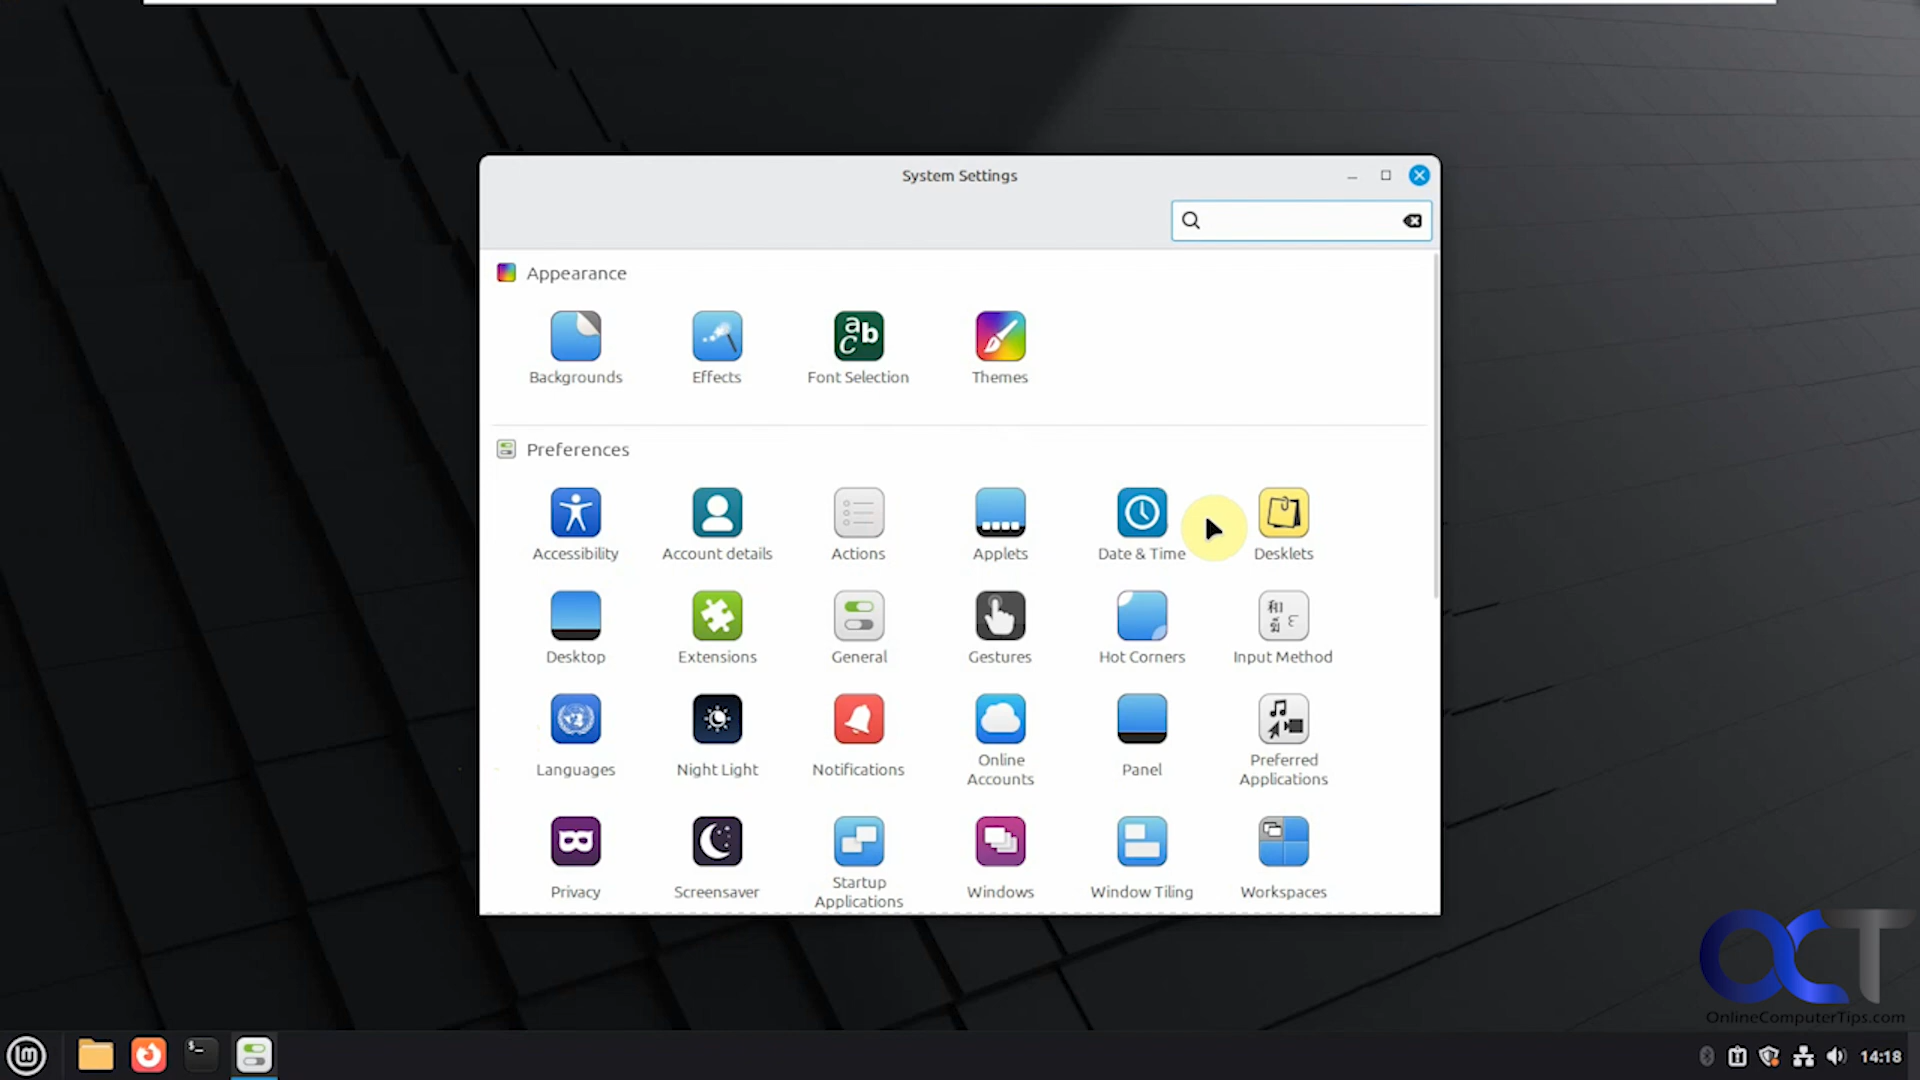 System Settings
Appearance
Backgrounds
Effects
Font Selection
Themes
Preferences
Accessibility
Account details
Actions
Applets
Date & Time
Desklets
Desktop
Extensions
General
Gestures
Hot Corners
Input Method
Languages
Night Light
Notifications
Online
Accounts
Panel
Preferred
Applications
Privacy
Screensaver
Startup
Applications
Windows
Window Tiling
Workspaces
OCT
OnlineComputerTips.com
14:18